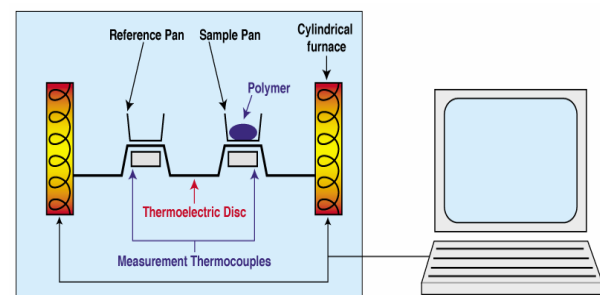 Reference Pan
Sample Pan
Cylindrical
furnace
Polymer
Thermoelectric Disc
Measurement Thermocouples